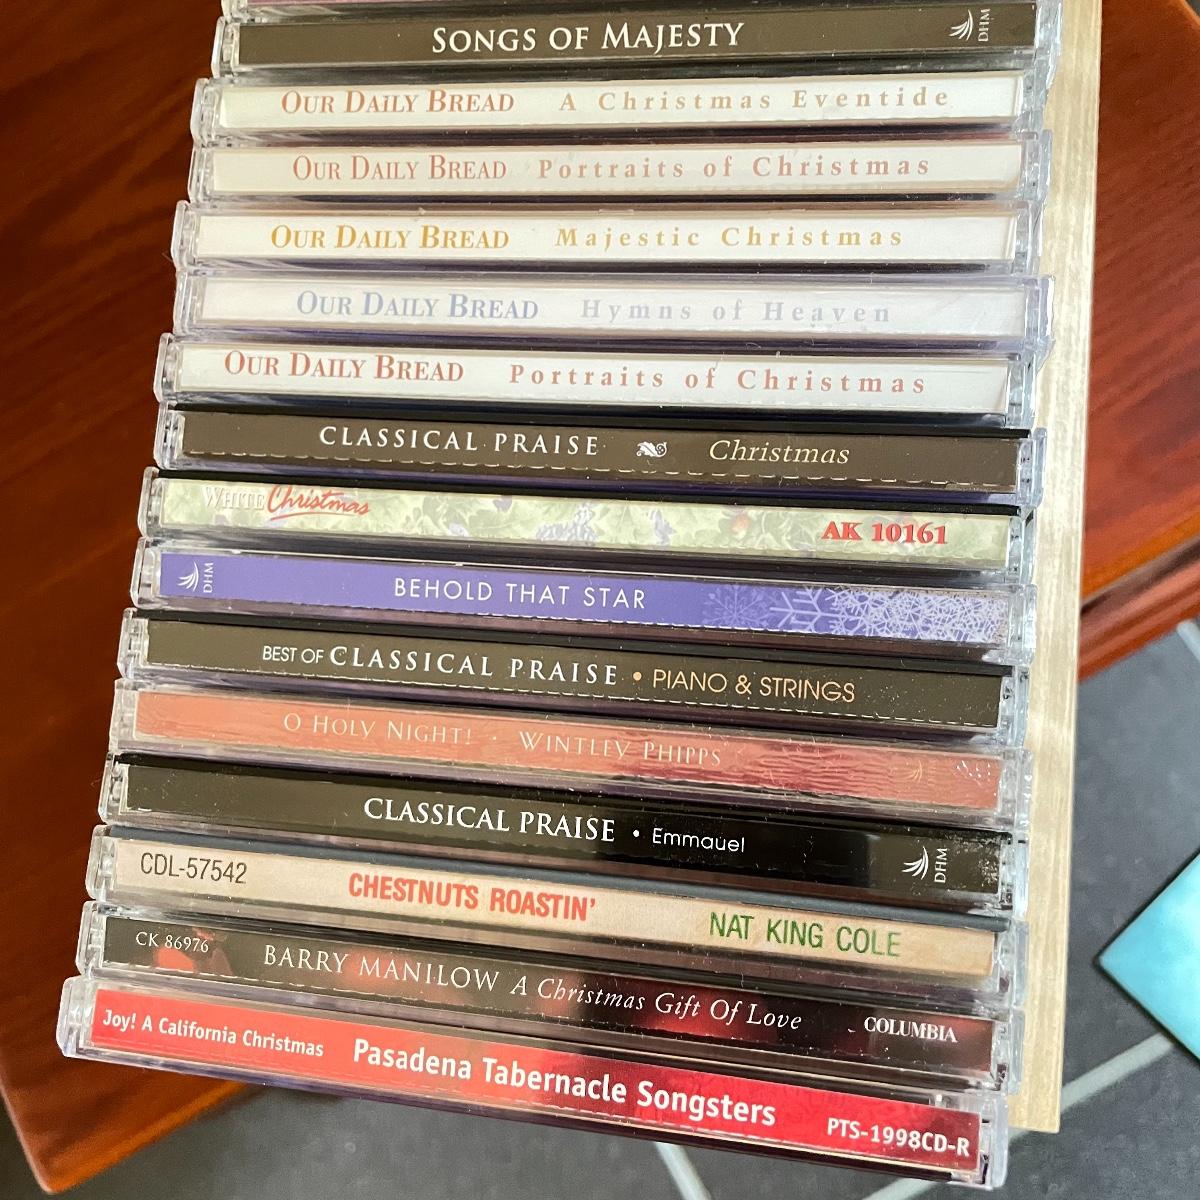 SONGS OF MAJESTY DHM
OUR DAILY BREAD A Christmas Eventide
OUR DAILY BREAD Portraits of Christmas
OUR DAILY BREAD Majestic Christmas
OUR DAILY BREAD Hymns of Heaven
OUR DAILY BREAD Portraits of Christmas
CLASSICAL PRAISE Christmas
WHITE Christmas AK 10161
DHM BEHOLD THAT STAR
BEST OF CLASSICAL PRAISE • PIANO & STRINGS
O HOLY NIGHT! · WINTLEY PHIPPS DHM
CLASSICAL PRAISE • Emmauel DHM
CDL-57542 CHESTNUTS ROASTIN' NAT KING COLE
CK 86976 BARRY MANILOW A Christmas Gift Of Love COLUMBIA
Joy! A California Christmas Pasadena Tabernacle Songsters PTS-1998CD-R